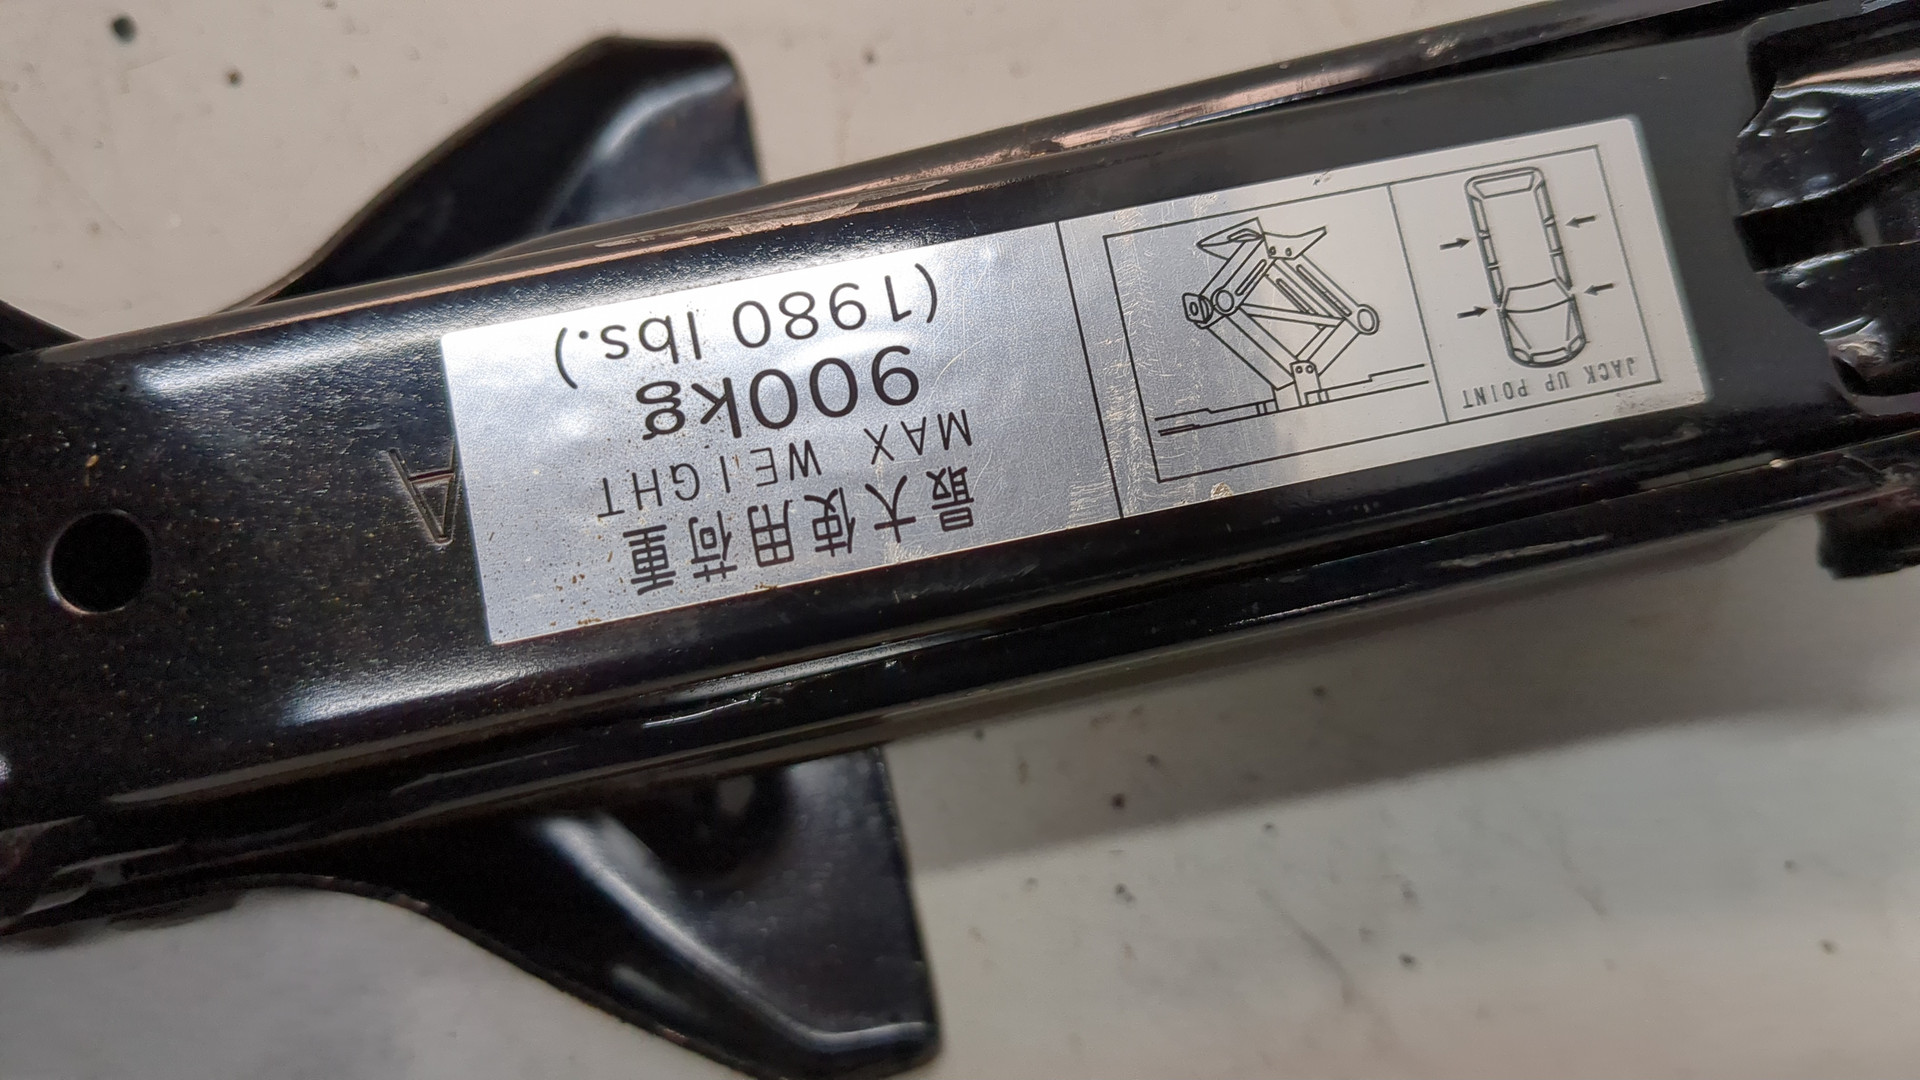 最大使用荷重
MAX WEIGHT
900kg
(1980 lbs.)
JACK UP POINT
A